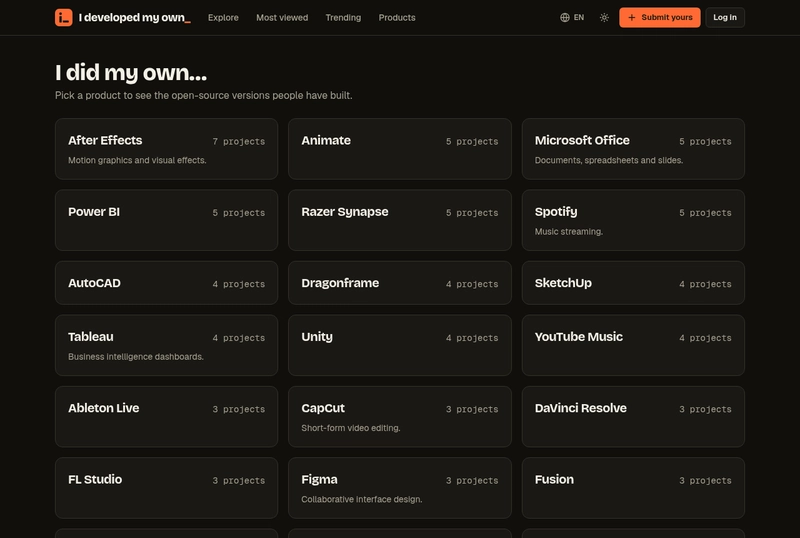 I developed my own_
Explore
Most viewed
Trending
Products
EN
+ Submit yours
Log in
I did my own...
Pick a product to see the open-source versions people have built.
After Effects
7 projects
Motion graphics and visual effects.
Animate
5 projects
Microsoft Office
5 projects
Documents, spreadsheets and slides.
Power BI
5 projects
Razer Synapse
5 projects
Spotify
5 projects
Music streaming.
AutoCAD
4 projects
Dragonframe
4 projects
SketchUp
4 projects
Tableau
4 projects
Business intelligence dashboards.
Unity
4 projects
YouTube Music
4 projects
Ableton Live
3 projects
CapCut
3 projects
Short-form video editing.
DaVinci Resolve
3 projects
FL Studio
3 projects
Figma
3 projects
Collaborative interface design.
Fusion
3 projects